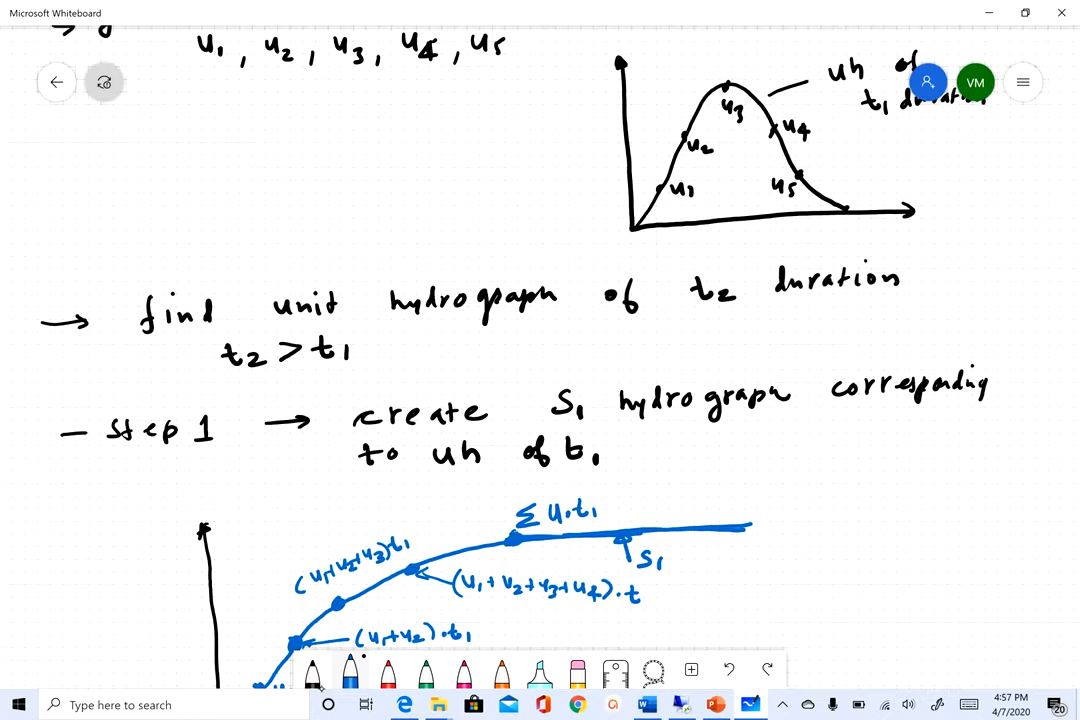 Microsoft Whiteboard
u1, u2, u3, u4, u5
uh of
t1 duration
VM
u3
u4
u2
u1
u5
→ find unit hydrograph of t2 duration
t2 > t1
- Step 1 → create S1 hydrograph corresponding
to uh of t1
Σ U.t1
S1
(u1+u2+u3).t1
(u1+u2+u3+u4).t
(u1+u2).t1
Type here to search
4:57 PM
4/7/2020
20